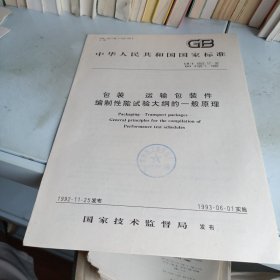 GB
中华人民共和国国家标准
包装 运输包装件
编制性能试验大纲的一般原理
Packaging—Transport packages
General principles for the compilation of
Performance test schedules
1992-11-25发布
1993-06-01实施
国家技术监督局 发布